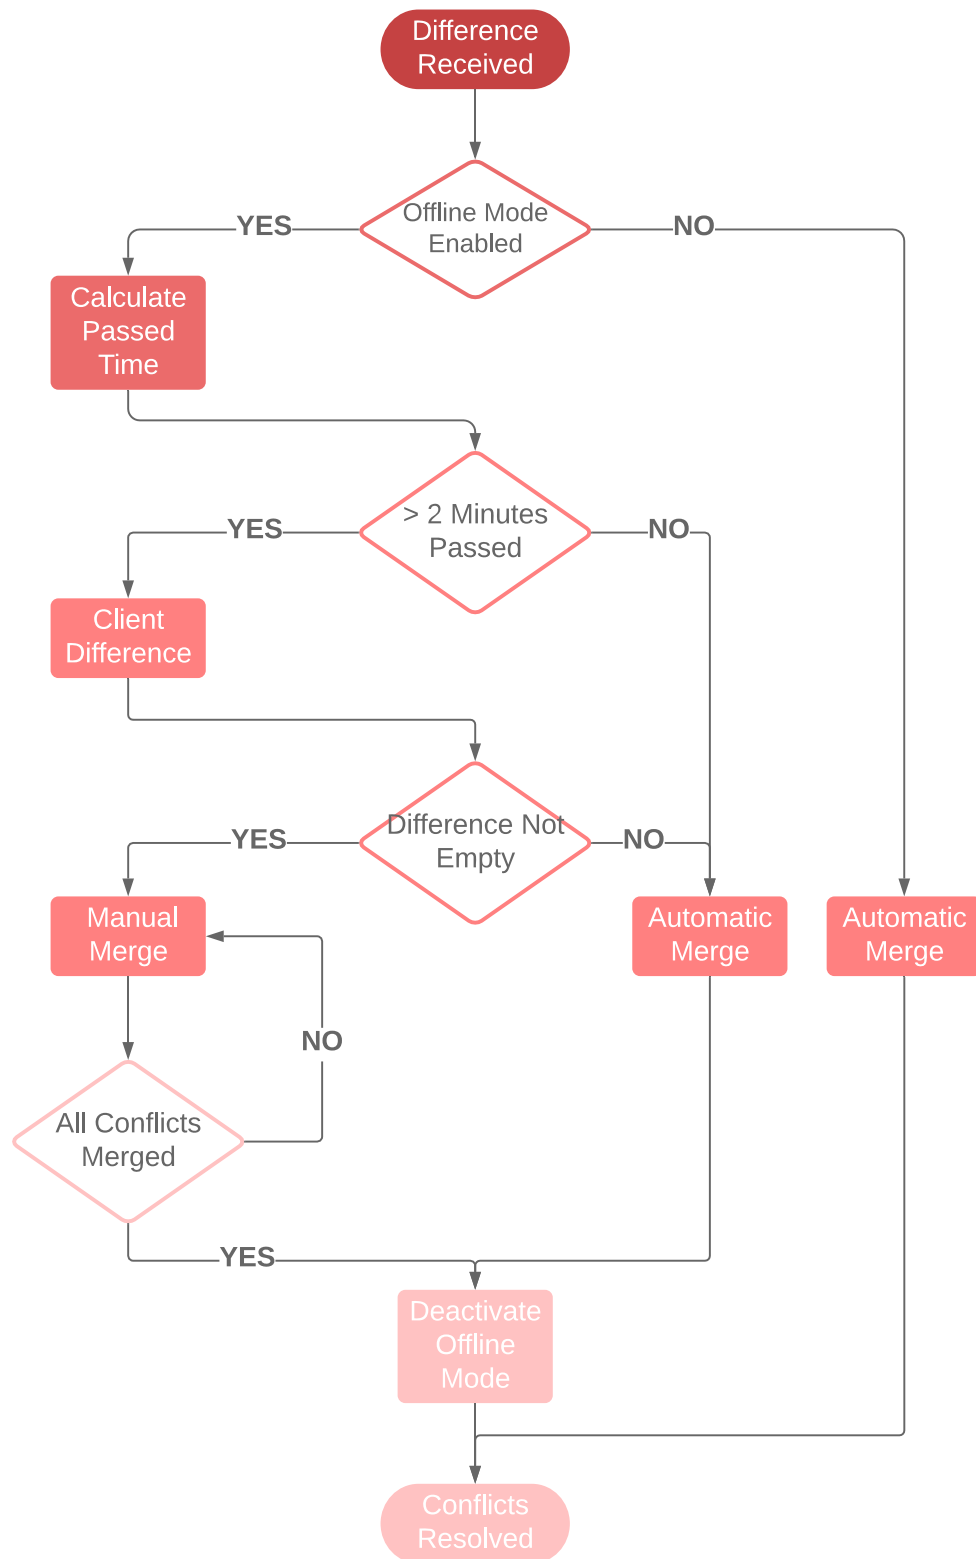 Difference
Received
Offline Mode
Enabled
YES
NO
Calculate
Passed
Time
> 2 Minutes
Passed
YES
NO
Client
Difference
Difference Not
Empty
YES
NO
Manual
Merge
Automatic
Merge
Automatic
Merge
NO
All Conflicts
Merged
YES
Deactivate
Offline
Mode
Conflicts
Resolved